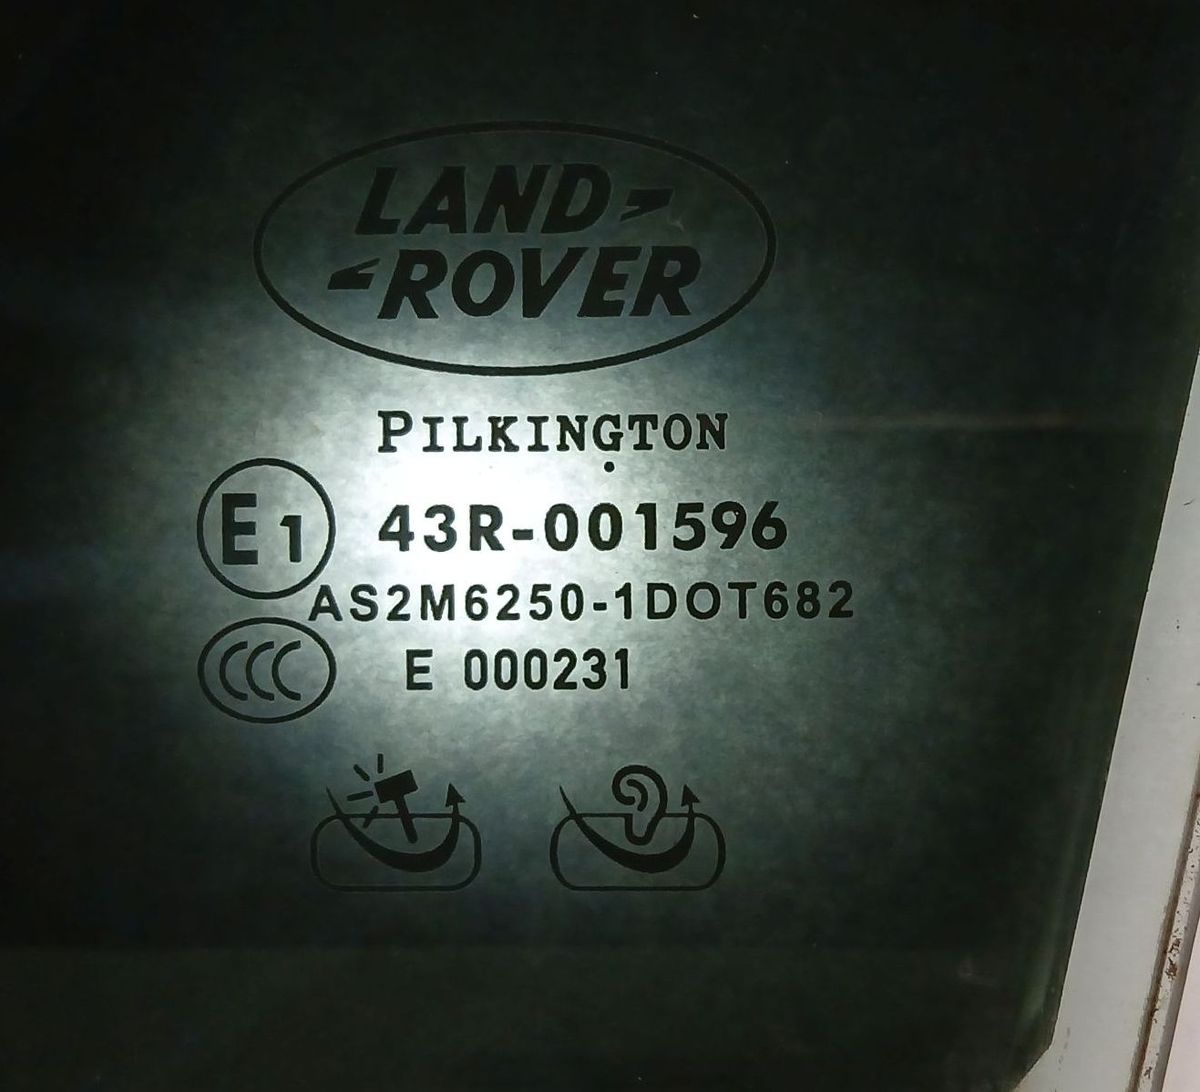 LAND
ROVER
PILKINGTON
E1 43R-001596
AS2M6250-1DOT682
CCC E 000231